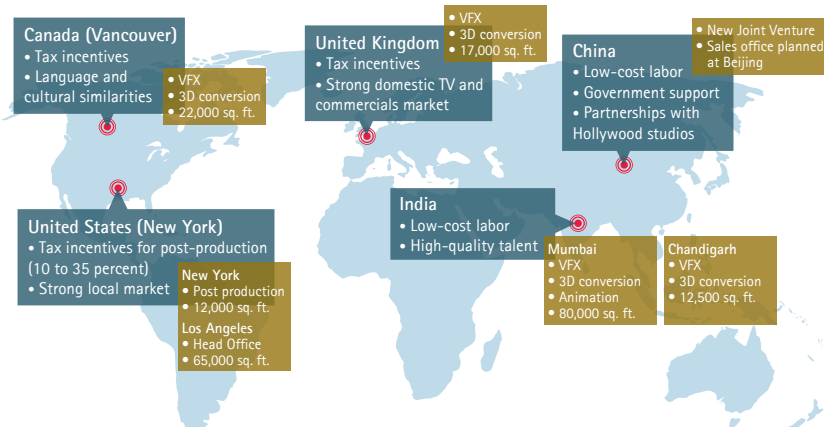 Canada (Vancouver)
• Tax incentives
• Language and
cultural similarities
• VFX
• 3D conversion
• 22,000 sq. ft.
United Kingdom
• Tax incentives
• Strong domestic TV and
commercials market
• VFX
• 3D conversion
• 17,000 sq. ft.
China
• Low-cost labor
• Government support
• Partnerships with
Hollywood studios
• New Joint Venture
• Sales office planned
at Beijing
United States (New York)
• Tax incentives for post-production
(10 to 35 percent)
• Strong local market
New York
• Post production
• 12,000 sq. ft.
Los Angeles
• Head Office
• 65,000 sq. ft.
India
• Low-cost labor
• High-quality talent
Mumbai
• VFX
• 3D conversion
• Animation
• 80,000 sq. ft.
Chandigarh
• VFX
• 3D conversion
• 12,500 sq. ft.